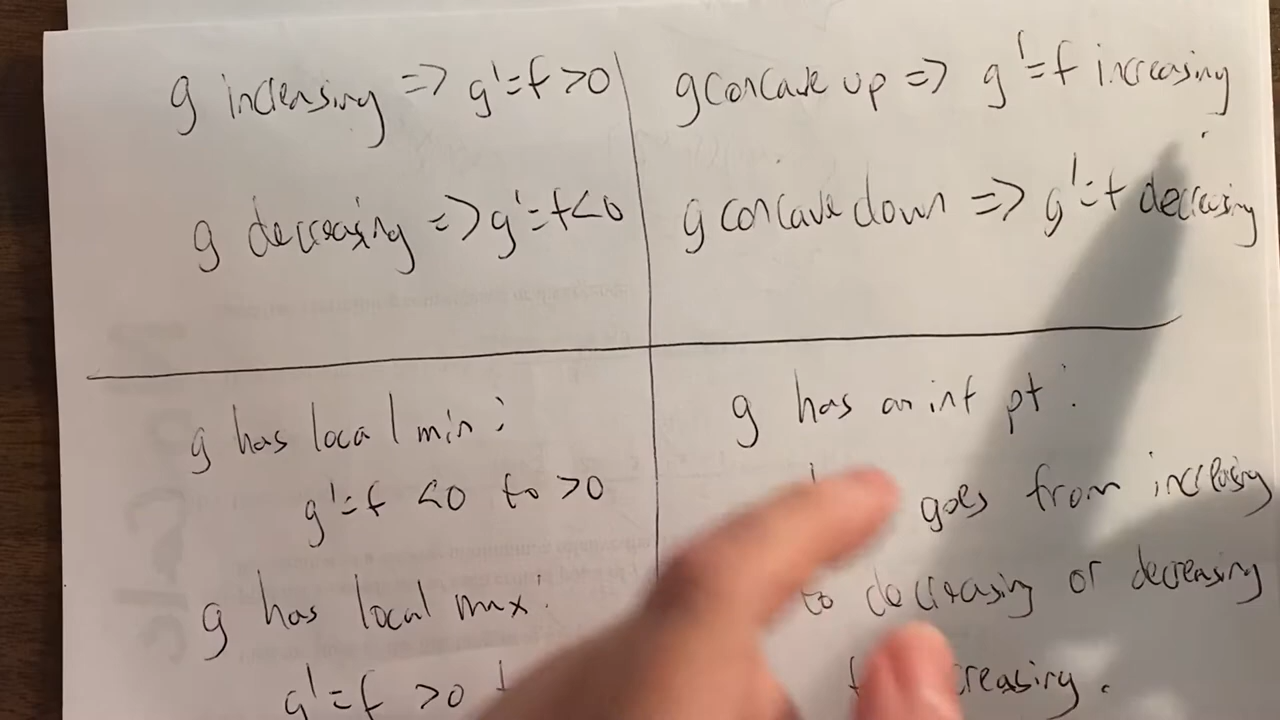 g increasing => g'=f >0
g decreasing => g'=f<0
g concave up => g'=f increasing
g concave down => g'=f decreasing
g has local min:
g'=f <0 to >0
g has local max:
g'=f >0
g has an inf pt:
goes from increasing
to decreasing or decreasing